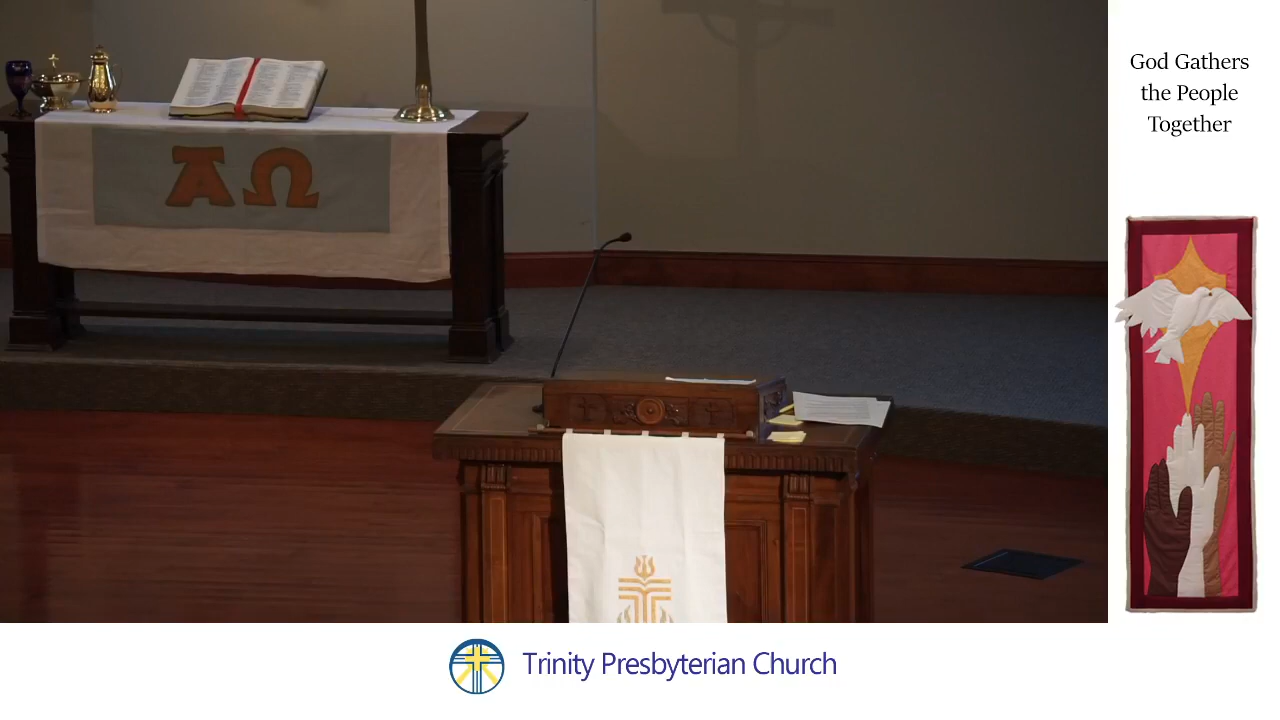 God Gathers
the People
Together
ΑΩ
Trinity Presbyterian Church